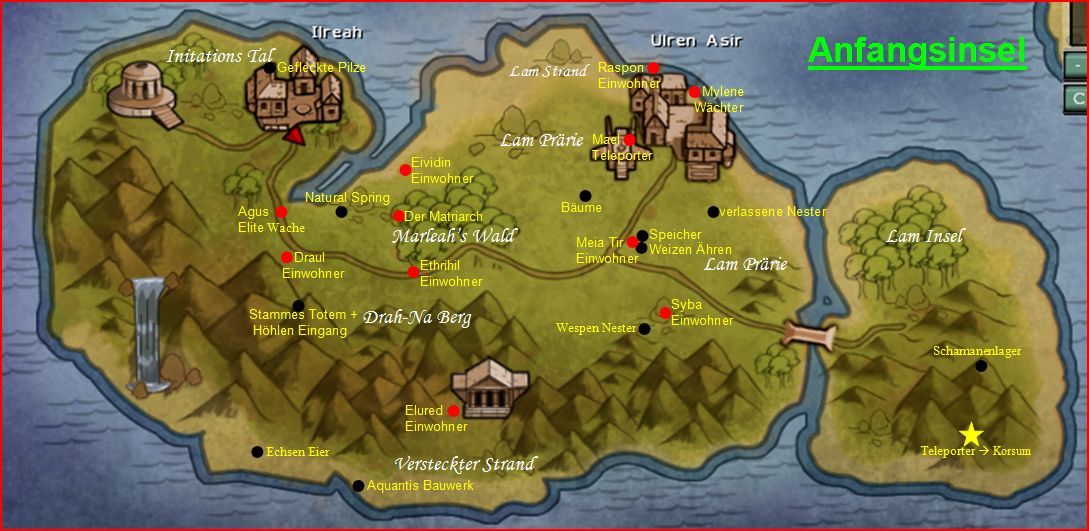 Ilreah
Ulren Asir
Anfangsinsel
Initations Tal
Gefleckte Pilze
Lam Strand
Raspon
Einwohner
Mylene
Wächter
Lam Prärie
Mael
Teleporter
Eividin
Einwohner
Natural Spring
Bäume
Agus
Elite Wache
Der Matriarch
verlassene Nester
Marleah's Wald
Meia Tir
Einwohner
Speicher
Weizen Ähren
Lam Insel
Draul
Einwohner
Ethrihil
Einwohner
Lam Prärie
Stammes Totem +
Höhlen Eingang
Drah-Na Berg
Syba
Einwohner
Wespen Nester
Schamanenlager
Elured
Einwohner
Teleporter → Korsum
Echsen Eier
Versteckter Strand
Aquantis Bauwerk
-
C